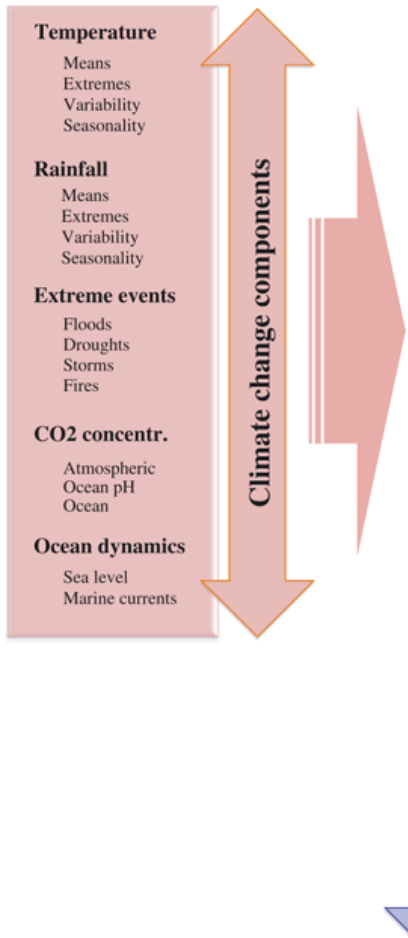 Temperature
Means
Extremes
Variability
Seasonality
Rainfall
Means
Extremes
Variability
Seasonality
Extreme events
Floods
Droughts
Storms
Fires
CO2 concentr.
Atmospheric
Ocean pH
Ocean
Ocean dynamics
Sea level
Marine currents
Climate change components